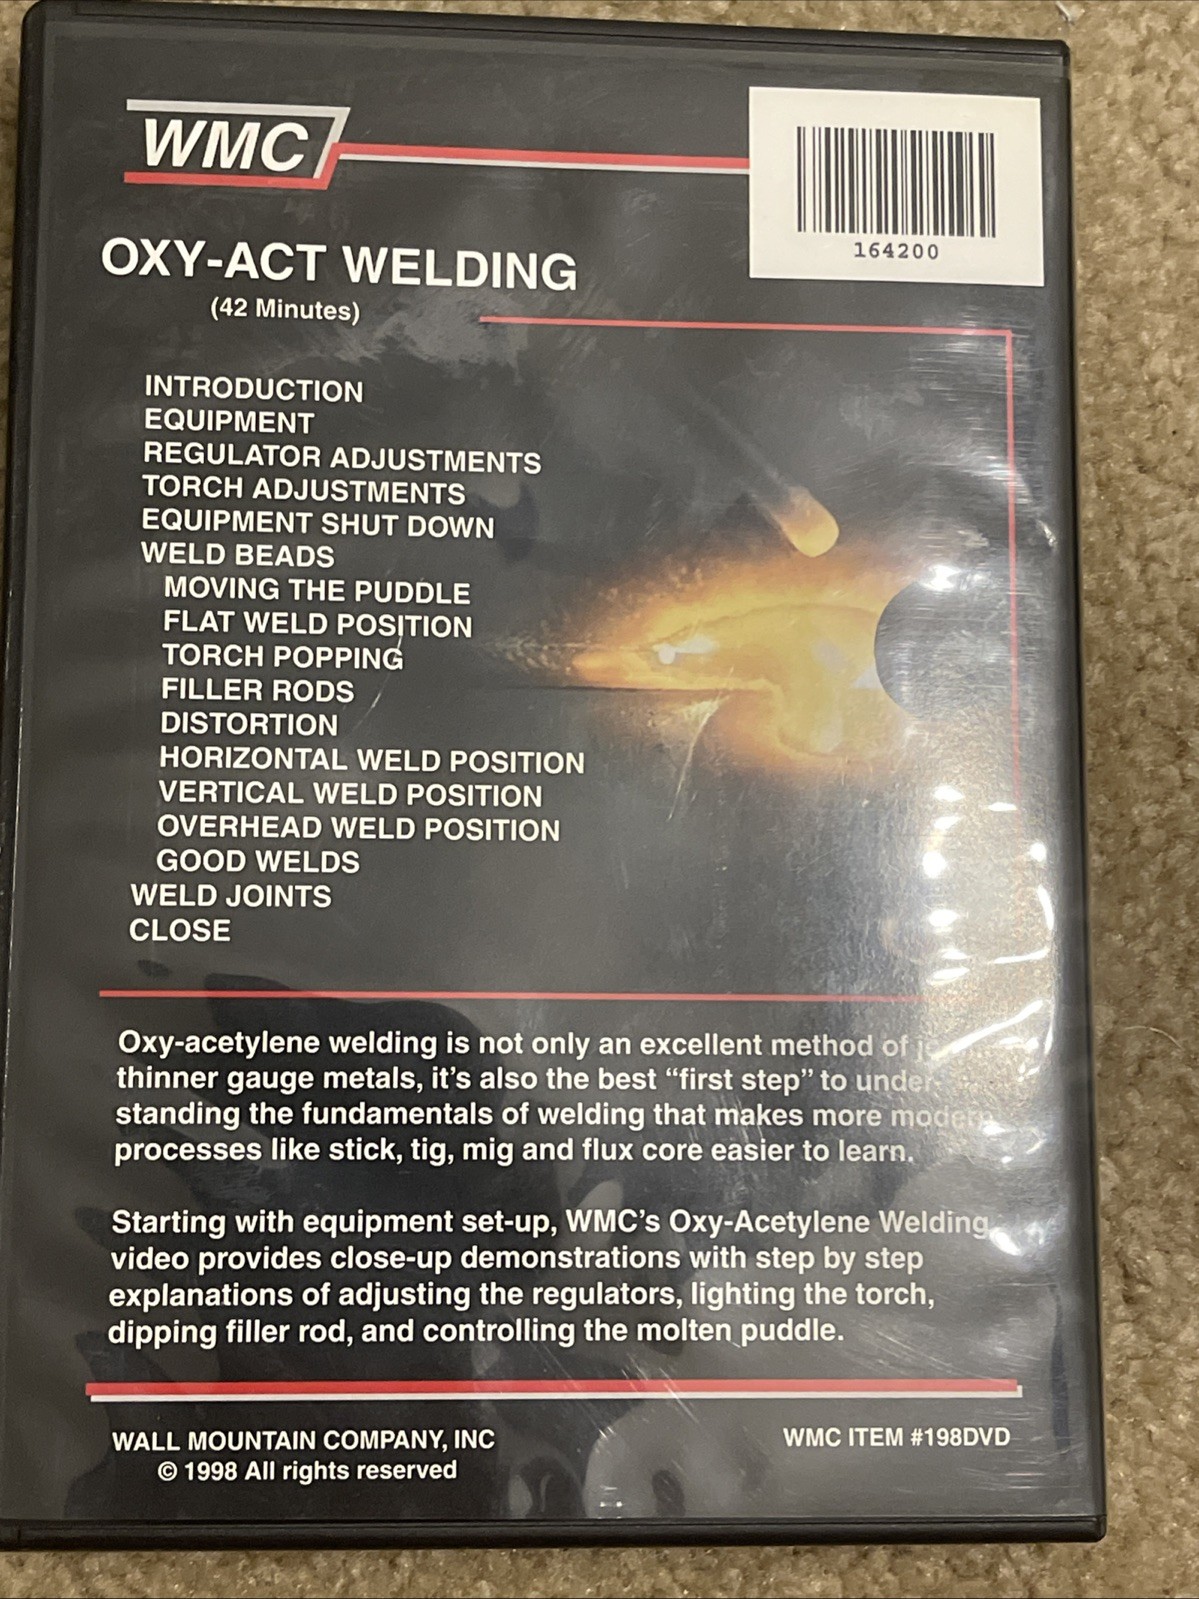 WMC
164200
OXY-ACT WELDING
(42 Minutes)
INTRODUCTION
EQUIPMENT
REGULATOR ADJUSTMENTS
TORCH ADJUSTMENTS
EQUIPMENT SHUT DOWN
WELD BEADS
MOVING THE PUDDLE
FLAT WELD POSITION
TORCH POPPING
FILLER RODS
DISTORTION
HORIZONTAL WELD POSITION
VERTICAL WELD POSITION
OVERHEAD WELD POSITION
GOOD WELDS
WELD JOINTS
CLOSE
Oxy-acetylene welding is not only an excellent method of
thinner gauge metals, it's also the best “first step” to under-
standing the fundamentals of welding that makes more modern
processes like stick, tig, mig and flux core easier to learn.
Starting with equipment set-up, WMC's Oxy-Acetylene Welding
video provides close-up demonstrations with step by step
explanations of adjusting the regulators, lighting the torch,
dipping filler rod, and controlling the molten puddle.
WALL MOUNTAIN COMPANY, INC
© 1998 All rights reserved
WMC ITEM #198DVD